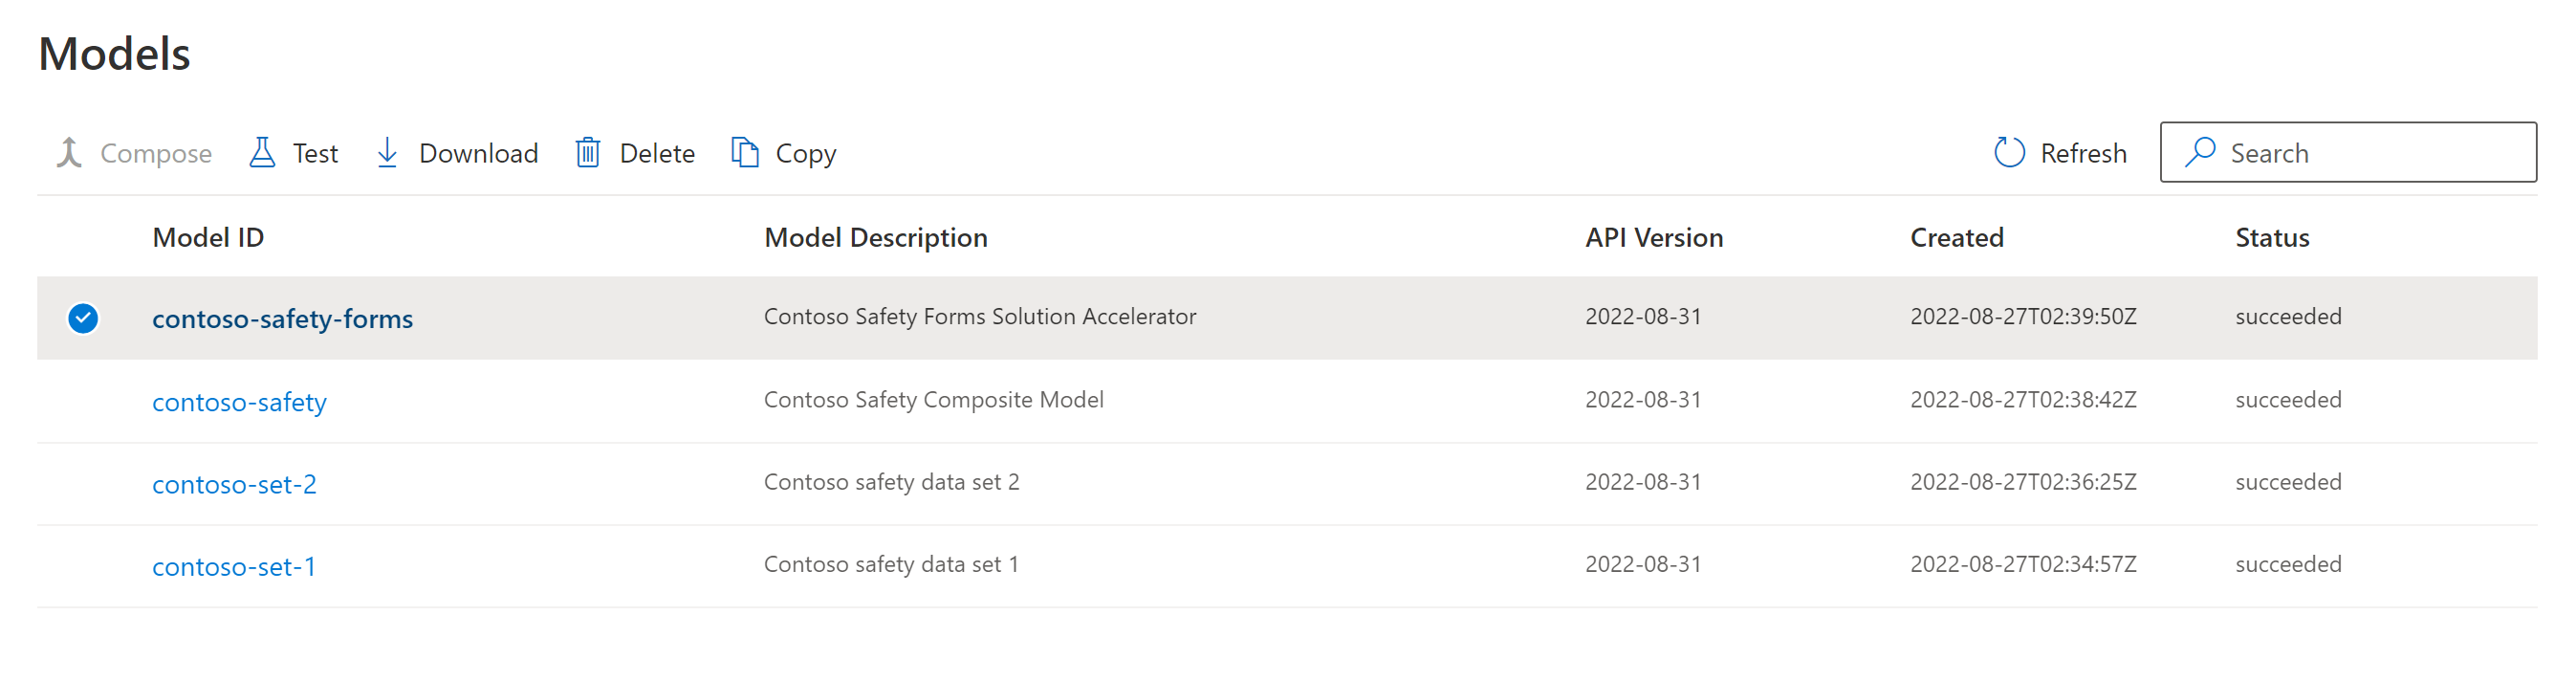 Models
Compose Test Download Delete Copy Refresh Search
Model ID Model Description API Version Created Status
contoso-safety-forms Contoso Safety Forms Solution Accelerator 2022-08-31 2022-08-27T02:39:50Z succeeded
contoso-safety Contoso Safety Composite Model 2022-08-31 2022-08-27T02:38:42Z succeeded
contoso-set-2 Contoso safety data set 2 2022-08-31 2022-08-27T02:36:25Z succeeded
contoso-set-1 Contoso safety data set 1 2022-08-31 2022-08-27T02:34:57Z succeeded